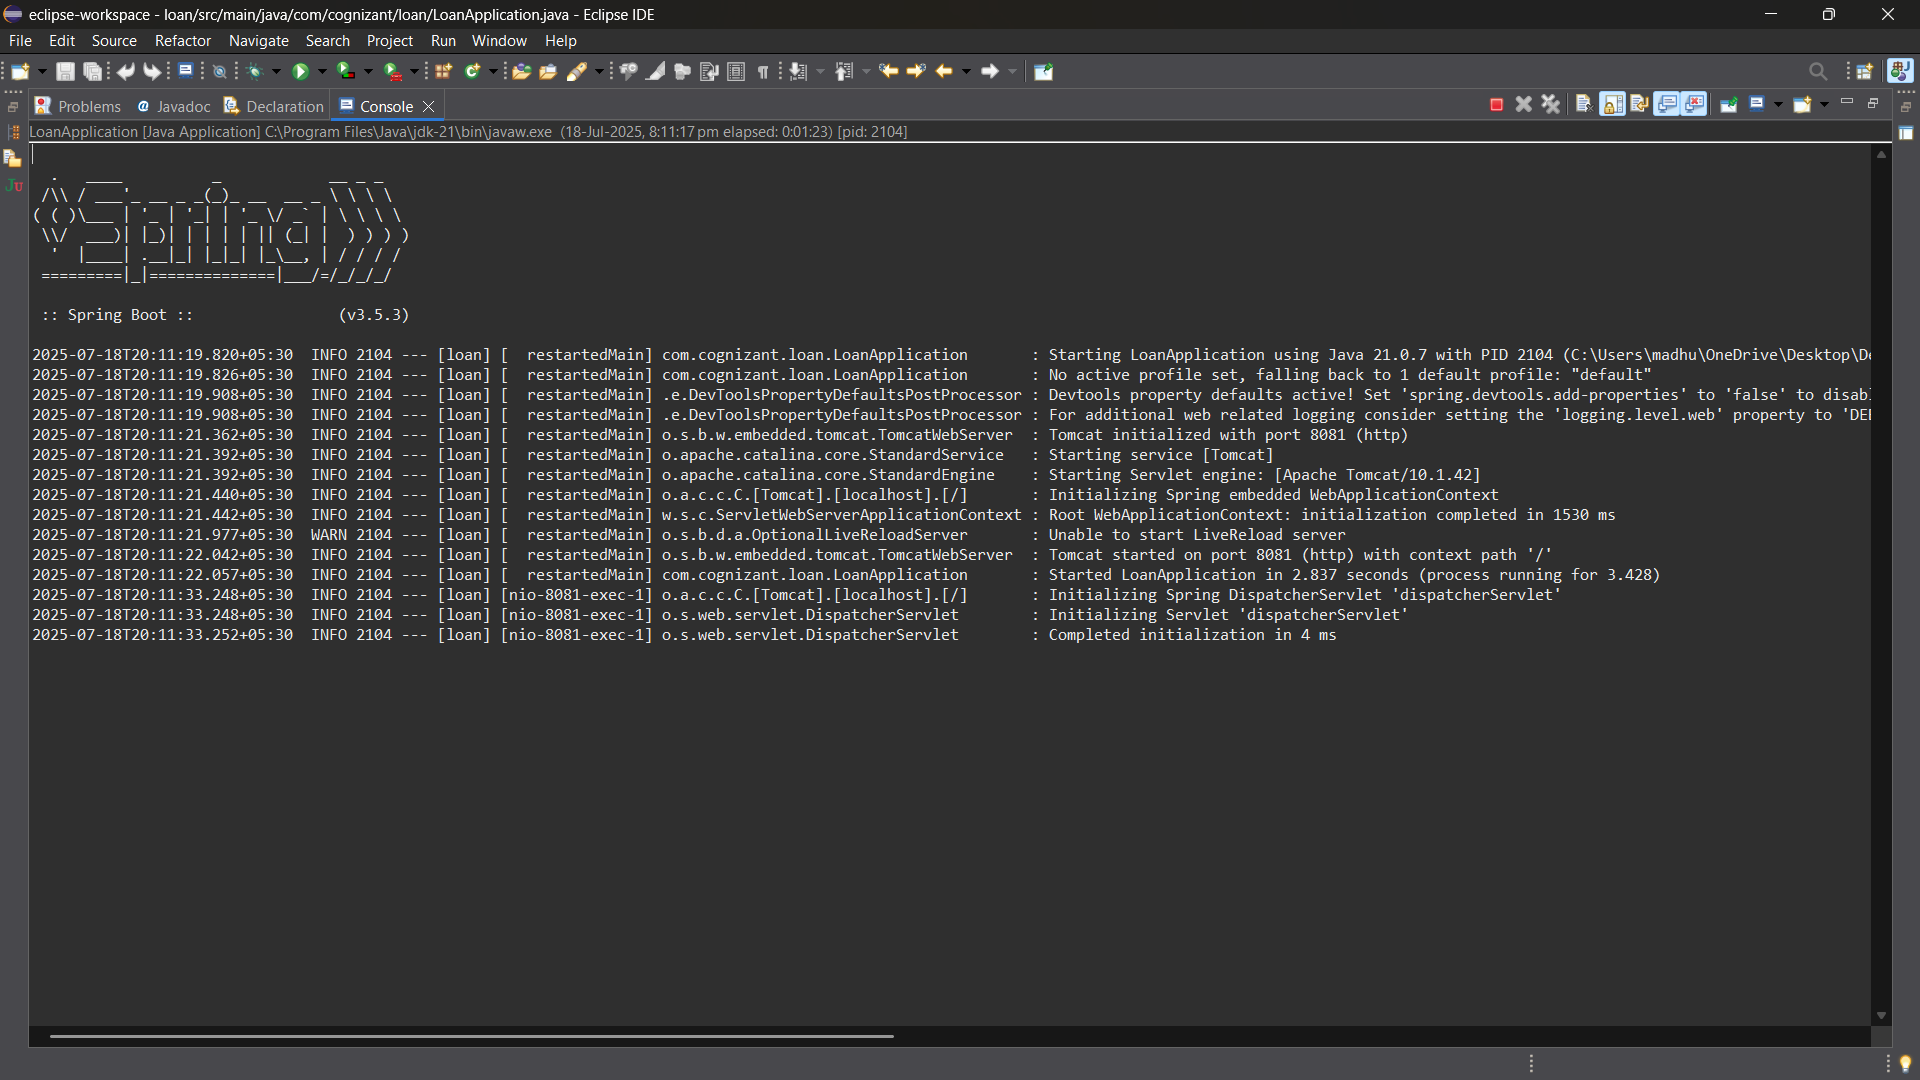 eclipse-workspace - loan/src/main/java/com/cognizant/loan/LoanApplication.java - Eclipse IDE
File Edit Source Refactor Navigate Search Project Run Window Help
Problems @ Javadoc Declaration Console
LoanApplication [Java Application] C:\Program Files\Java\jdk-21\bin\javaw.exe (18-Jul-2025, 8:11:17 pm elapsed: 0:01:23) [pid: 2104]
JU
  .   ____          _            __ _ _
 /\\ / ___'_ __ _ _(_)_ __  __ _ \ \ \ \
( ( )\___ | '_ | '_| | '_ \/ _` | \ \ \ \
 \\/  ___)| |_)| | | | | || (_| |  ) ) ) )
  '  |____| .__|_| |_|_| |_\__, | / / / /
 =========|_|==============|___/=/_/_/_/
 :: Spring Boot ::                (v3.5.3)
2025-07-18T20:11:19.820+05:30  INFO 2104 --- [loan] [  restartedMain] com.cognizant.loan.LoanApplication       : Starting LoanApplication using Java 21.0.7 with PID 2104 (C:\Users\madhu\OneDrive\Desktop\De
2025-07-18T20:11:19.826+05:30  INFO 2104 --- [loan] [  restartedMain] com.cognizant.loan.LoanApplication       : No active profile set, falling back to 1 default profile: "default"
2025-07-18T20:11:19.908+05:30  INFO 2104 --- [loan] [  restartedMain] .e.DevToolsPropertyDefaultsPostProcessor : Devtools property defaults active! Set 'spring.devtools.add-properties' to 'false' to disab
2025-07-18T20:11:19.908+05:30  INFO 2104 --- [loan] [  restartedMain] .e.DevToolsPropertyDefaultsPostProcessor : For additional web related logging consider setting the 'logging.level.web' property to 'DE
2025-07-18T20:11:21.362+05:30  INFO 2104 --- [loan] [  restartedMain] o.s.b.w.embedded.tomcat.TomcatWebServer  : Tomcat initialized with port 8081 (http)
2025-07-18T20:11:21.392+05:30  INFO 2104 --- [loan] [  restartedMain] o.apache.catalina.core.StandardService   : Starting service [Tomcat]
2025-07-18T20:11:21.392+05:30  INFO 2104 --- [loan] [  restartedMain] o.apache.catalina.core.StandardEngine    : Starting Servlet engine: [Apache Tomcat/10.1.42]
2025-07-18T20:11:21.440+05:30  INFO 2104 --- [loan] [  restartedMain] o.a.c.c.C.[Tomcat].[localhost].[/]       : Initializing Spring embedded WebApplicationContext
2025-07-18T20:11:21.442+05:30  INFO 2104 --- [loan] [  restartedMain] w.s.c.ServletWebServerApplicationContext : Root WebApplicationContext: initialization completed in 1530 ms
2025-07-18T20:11:21.977+05:30  WARN 2104 --- [loan] [  restartedMain] o.s.b.d.a.OptionalLiveReloadServer       : Unable to start LiveReload server
2025-07-18T20:11:22.042+05:30  INFO 2104 --- [loan] [  restartedMain] o.s.b.w.embedded.tomcat.TomcatWebServer  : Tomcat started on port 8081 (http) with context path '/'
2025-07-18T20:11:22.057+05:30  INFO 2104 --- [loan] [  restartedMain] com.cognizant.loan.LoanApplication       : Started LoanApplication in 2.837 seconds (process running for 3.428)
2025-07-18T20:11:33.248+05:30  INFO 2104 --- [loan] [nio-8081-exec-1] o.a.c.c.C.[Tomcat].[localhost].[/]       : Initializing Spring DispatcherServlet 'dispatcherServlet'
2025-07-18T20:11:33.248+05:30  INFO 2104 --- [loan] [nio-8081-exec-1] o.s.web.servlet.DispatcherServlet        : Initializing Servlet 'dispatcherServlet'
2025-07-18T20:11:33.252+05:30  INFO 2104 --- [loan] [nio-8081-exec-1] o.s.web.servlet.DispatcherServlet        : Completed initialization in 4 ms